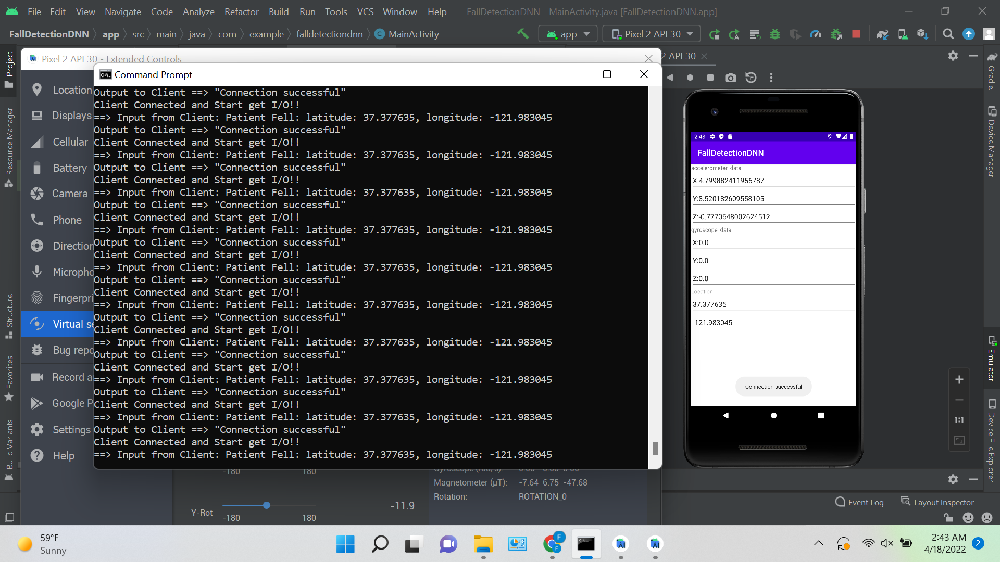 File Edit View Navigate Code Analyze Refactor Build Run Tools VCS Window Help FallDetectionDNN - MainActivity.java [FallDetectionDNN.app]
FallDetectionDNN app src main java com example falldetectiondnn C MainActivity app Pixel 2 API 30
Project
Resource Manager
Structure
Favorites
Build Variants
Pixel 2 API 30 - Extended Controls
Location
Displays
Cellular
Battery
Camera
Phone
Direction
Micropho
Fingerpri
Virtual se
Bug repo
Record a
Google P
Settings
Help
Command Prompt
Output to Client ==> "Connection successful"
Client Connected and Start get I/O!!
==> Input from Client: Patient Fell: latitude: 37.377635, longitude: -121.983045
Output to Client ==> "Connection successful"
Client Connected and Start get I/O!!
==> Input from Client: Patient Fell: latitude: 37.377635, longitude: -121.983045
Output to Client ==> "Connection successful"
Client Connected and Start get I/O!!
==> Input from Client: Patient Fell: latitude: 37.377635, longitude: -121.983045
Output to Client ==> "Connection successful"
Client Connected and Start get I/O!!
==> Input from Client: Patient Fell: latitude: 37.377635, longitude: -121.983045
Output to Client ==> "Connection successful"
Client Connected and Start get I/O!!
==> Input from Client: Patient Fell: latitude: 37.377635, longitude: -121.983045
Output to Client ==> "Connection successful"
Client Connected and Start get I/O!!
==> Input from Client: Patient Fell: latitude: 37.377635, longitude: -121.983045
Output to Client ==> "Connection successful"
Client Connected and Start get I/O!!
==> Input from Client: Patient Fell: latitude: 37.377635, longitude: -121.983045
Output to Client ==> "Connection successful"
Client Connected and Start get I/O!!
==> Input from Client: Patient Fell: latitude: 37.377635, longitude: -121.983045
Output to Client ==> "Connection successful"
Client Connected and Start get I/O!!
==> Input from Client: Patient Fell: latitude: 37.377635, longitude: -121.983045
Output to Client ==> "Connection successful"
Client Connected and Start get I/O!!
==> Input from Client: Patient Fell: latitude: 37.377635, longitude: -121.983045
-180 180
Y-Rot -11.9
-180 180
Gyroscope (rad/s): 0.00 0.00 0.00
Magnetometer (μT): -7.64 6.75 -47.68
Rotation: ROTATION_0
2 API 30
2:43
FallDetectionDNN
accelerometer_data
X:4.799882411956787
Y:8.520182609558105
Z:-0.7770648002624512
gyroscope_data
X:0.0
Y:0.0
Z:0.0
Location
37.377635
-121.983045
Connection successful
1:1
Gradle
Device Manager
Emulator
Device File Explorer
Event Log Layout Inspector
59°F
Sunny
F
F
2:43 AM
4/18/2022
2